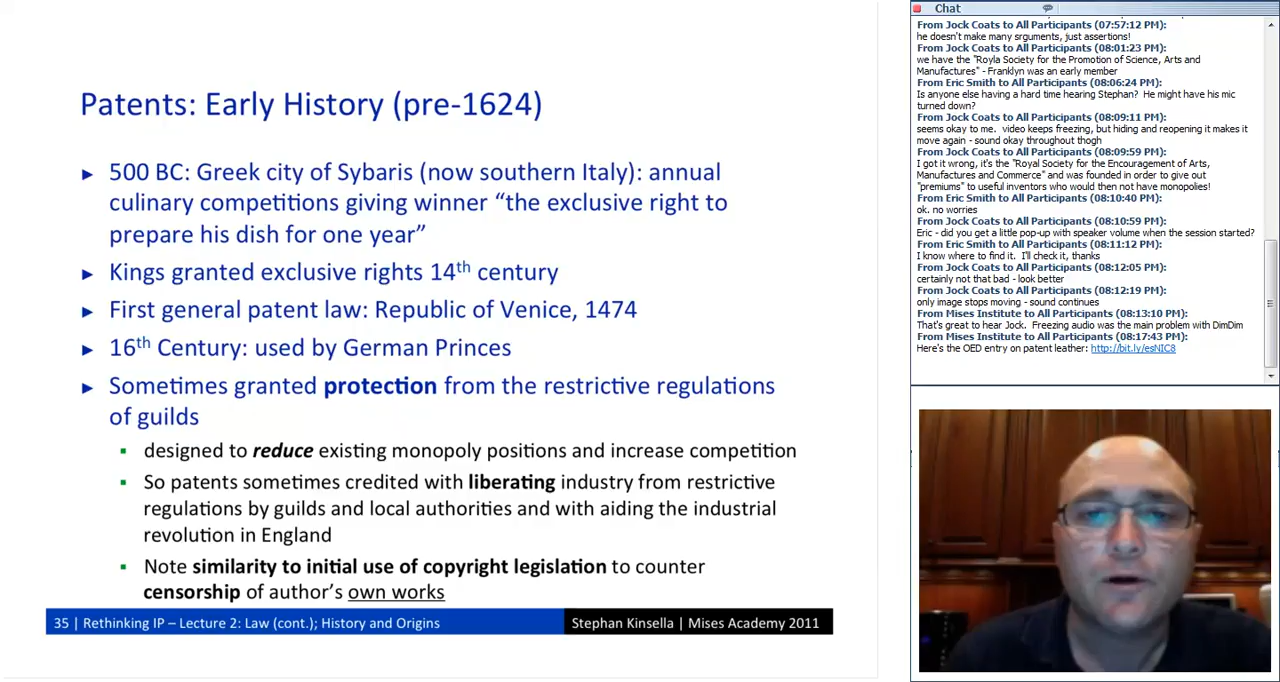 Patents: Early History (pre-1624)
► 500 BC: Greek city of Sybaris (now southern Italy): annual
culinary competitions giving winner “the exclusive right to
prepare his dish for one year”
► Kings granted exclusive rights 14th century
► First general patent law: Republic of Venice, 1474
► 16th Century: used by German Princes
► Sometimes granted protection from the restrictive regulations
of guilds
▪ designed to reduce existing monopoly positions and increase competition
▪ So patents sometimes credited with liberating industry from restrictive
regulations by guilds and local authorities and with aiding the industrial
revolution in England
▪ Note similarity to initial use of copyright legislation to counter
censorship of author’s own works
35 | Rethinking IP – Lecture 2: Law (cont.); History and Origins
Stephan Kinsella | Mises Academy 2011
Chat
From Jock Coats to All Participants (07:57:12 PM):
he doesn't make many srguments, just assertions!
From Jock Coats to All Participants (08:01:23 PM):
we have the "Royla Society for the Promotion of Science, Arts and
Manufactures" - Franklyn was an early member
From Eric Smith to All Participants (08:06:24 PM):
Is anyone else having a hard time hearing Stephan? He might have his mic
turned down?
From Jock Coats to All Participants (08:09:11 PM):
seems okay to me. video keeps freezing, but hiding and reopening it makes it
move again - sound okay throughout thogh
From Jock Coats to All Participants (08:09:59 PM):
I got it wrong, it's the "Royal Society for the Encouragement of Arts,
Manufactures and Commerce" and was founded in order to give out
"premiums" to useful inventors who would then not have monopolies!
From Eric Smith to All Participants (08:10:40 PM):
ok. no worries
From Jock Coats to All Participants (08:10:59 PM):
Eric - did you get a little pop-up with speaker volume when the session started?
From Eric Smith to All Participants (08:11:12 PM):
I know where to find it. I'll check it, thanks
From Jock Coats to All Participants (08:12:05 PM):
certainly not that bad - look better
From Jock Coats to All Participants (08:12:19 PM):
only image stops moving - sound continues
From Mises Institute to All Participants (08:13:10 PM):
That's great to hear Jock. Freezing audio was the main problem with DimDim
From Mises Institute to All Participants (08:17:43 PM):
Here's the OED entry on patent leather: http://bit.ly/esNIC8